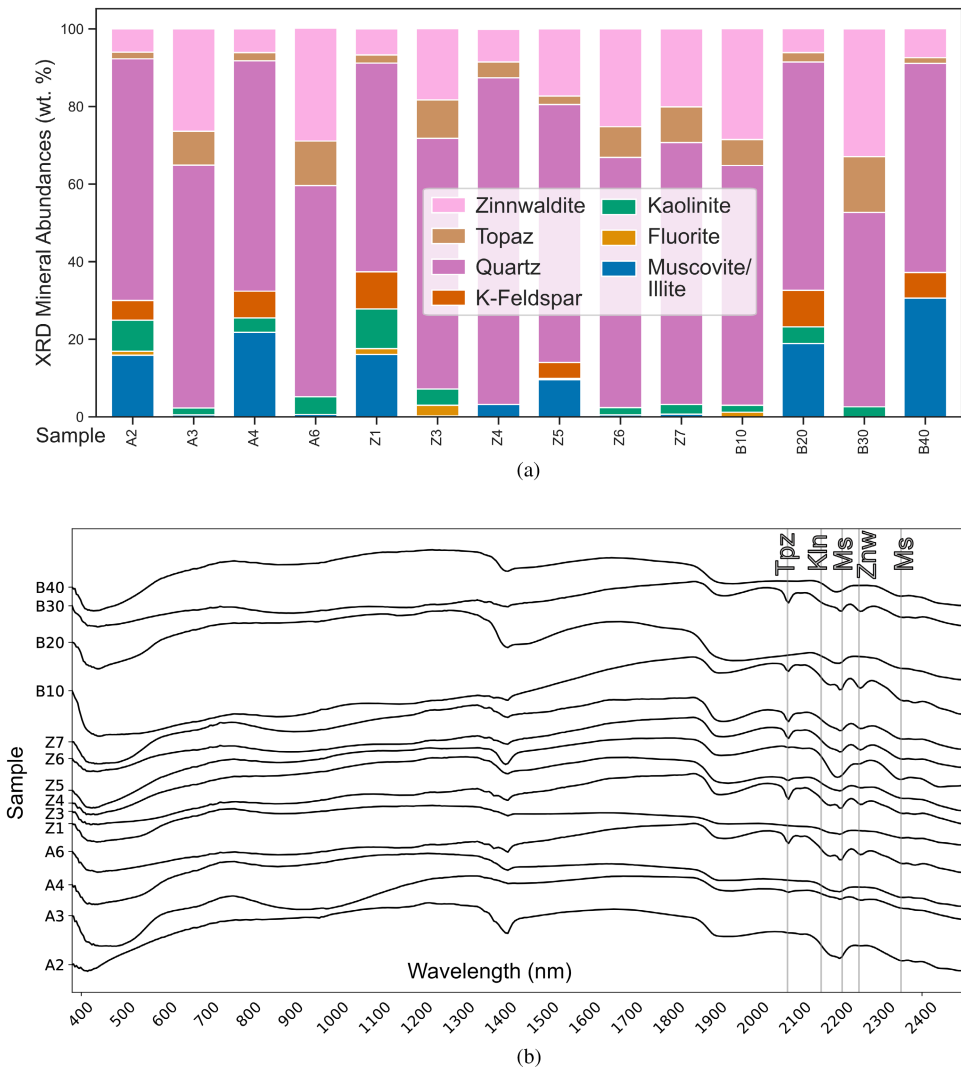 XRD Mineral Abundances (wt. %)
100
80
60
40
20
0
Zinnwaldite
Topaz
Quartz
K-Feldspar
Kaolinite
Fluorite
Muscovite/
Illite
Sample
A2
A3
A4
A6
Z1
Z3
Z4
Z5
Z6
Z7
B10
B20
B30
B40
(a)
Tpz
Kln
Ms
Znw
Ms
Sample
B40
B30
B20
B10
Z7
Z6
Z5
Z4
Z3
Z1
A6
A4
A3
A2
Wavelength (nm)
400
500
600
700
800
900
1000
1100
1200
1300
1400
1500
1600
1700
1800
1900
2000
2100
2200
2300
2400
(b)